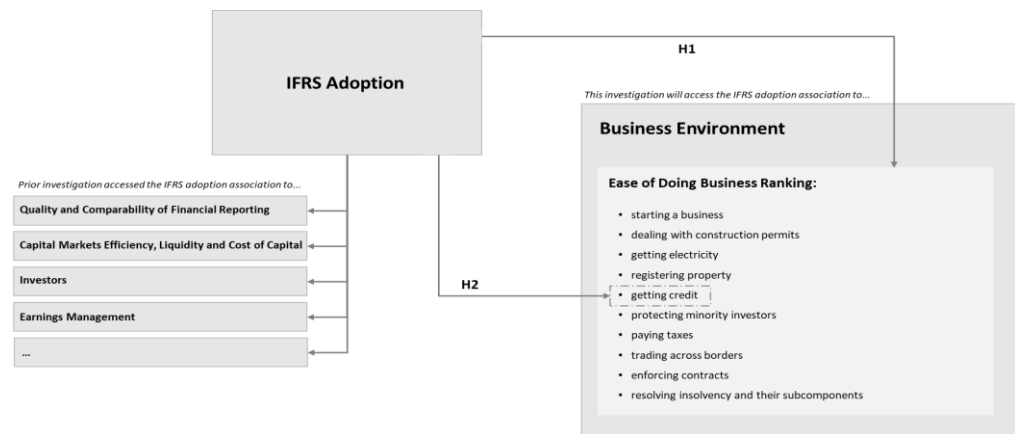 IFRS Adoption
H1
This investigation will access the IFRS adoption association to...
Business Environment
Ease of Doing Business Ranking:
• starting a business
• dealing with construction permits
• getting electricity
• registering property
• getting credit
• protecting minority investors
• paying taxes
• trading across borders
• enforcing contracts
• resolving insolvency and their subcomponents
H2
Prior investigation accessed the IFRS adoption association to...
Quality and Comparability of Financial Reporting
Capital Markets Efficiency, Liquidity and Cost of Capital
Investors
Earnings Management
...